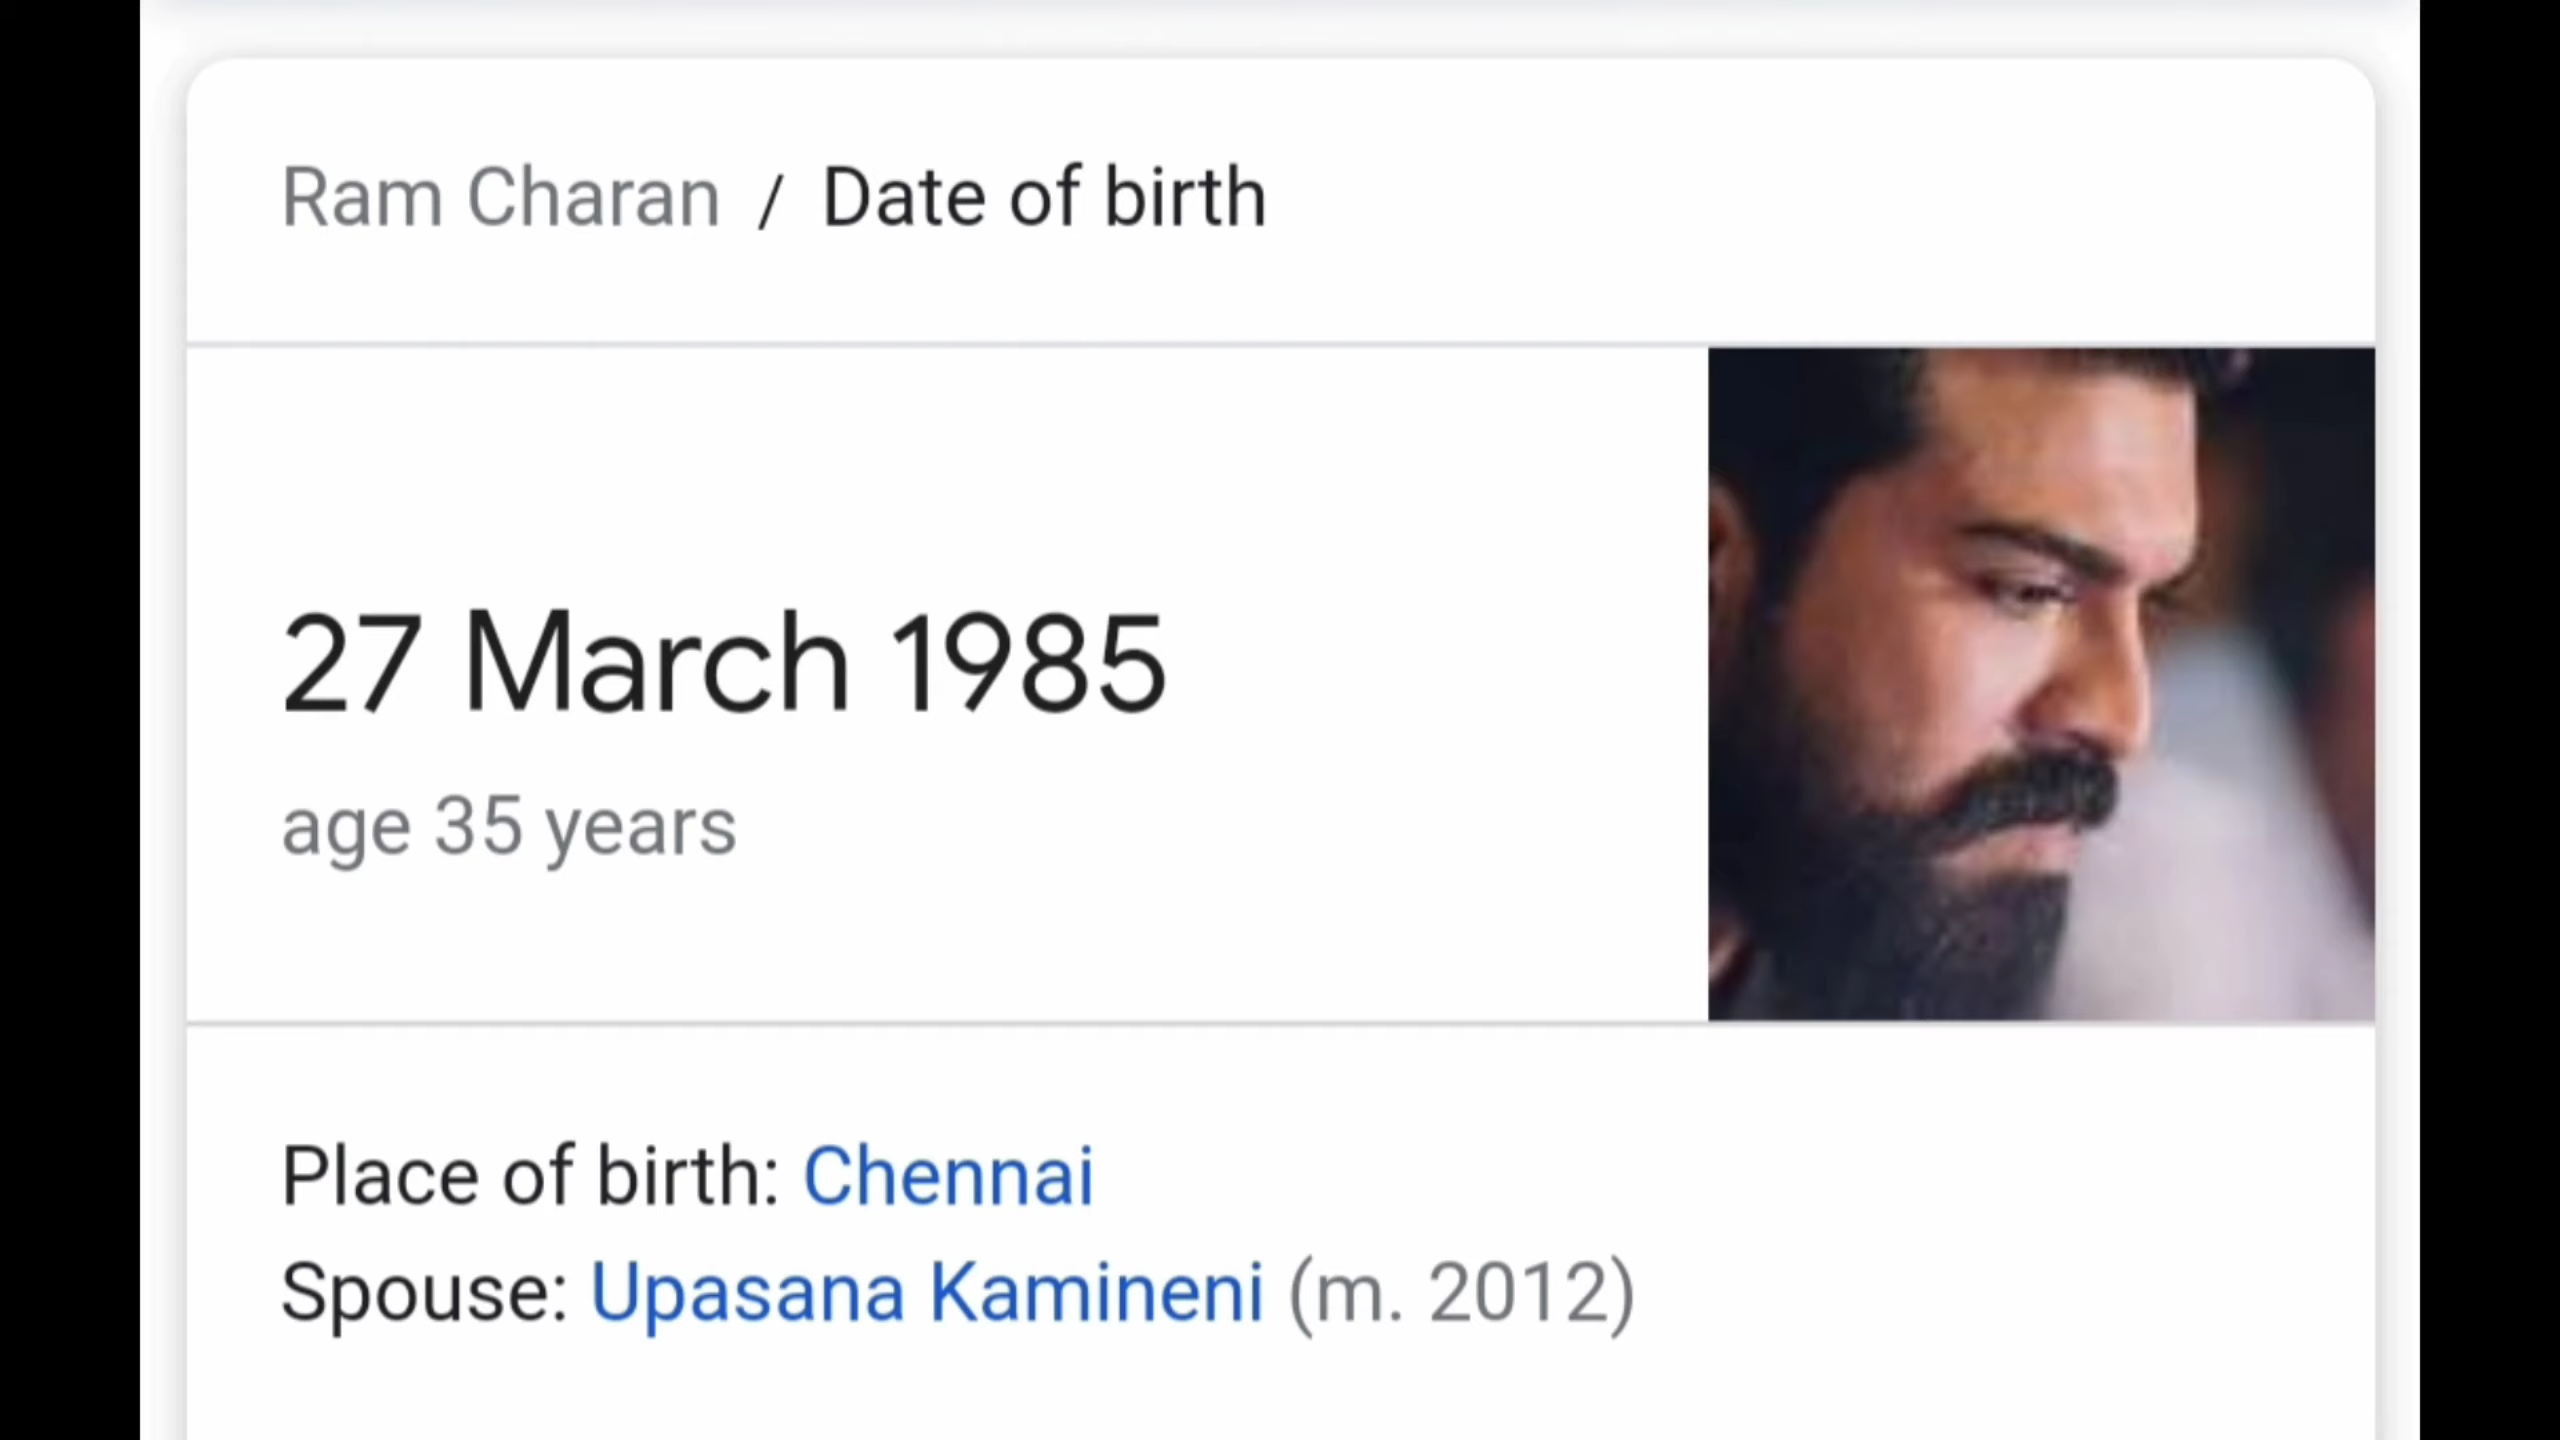 Ram Charan / Date of birth
27 March 1985
age 35 years
Place of birth: Chennai
Spouse: Upasana Kamineni (m. 2012)